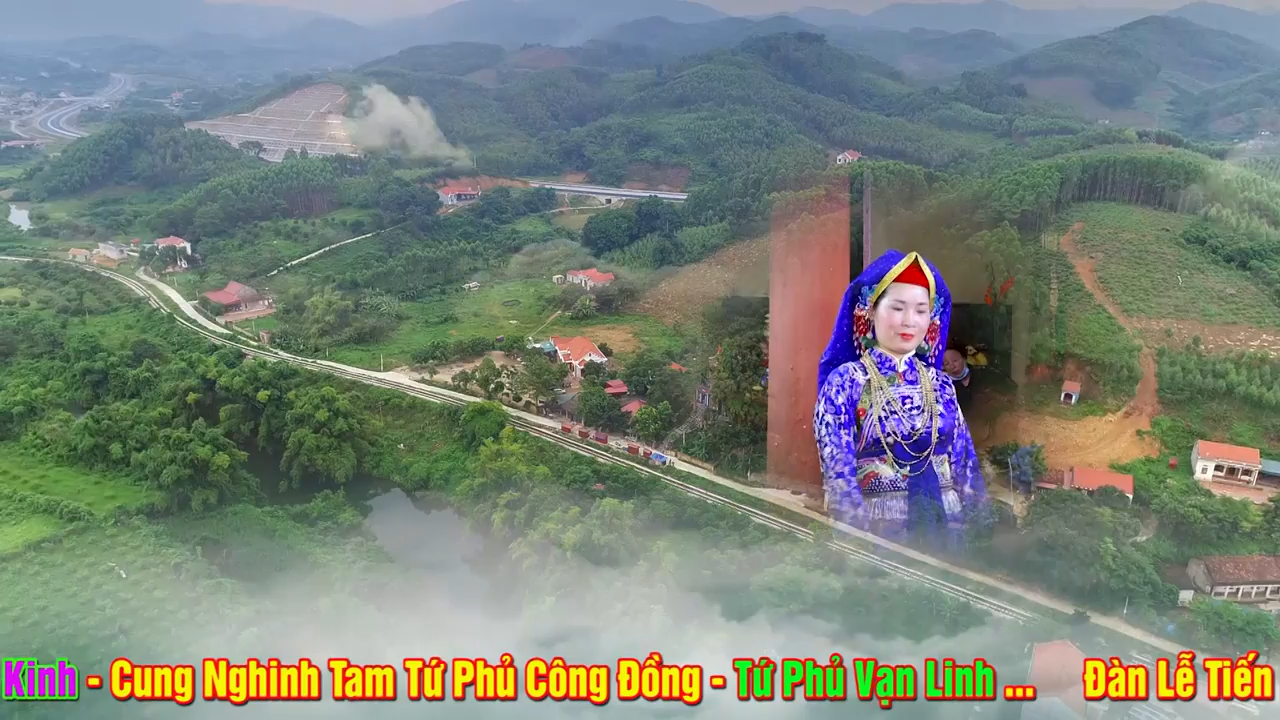 Kinh - Cung Nghinh Tam Tứ Phủ Công Đồng - Tứ Phủ Vạn Linh ... Đàn Lễ Tiến